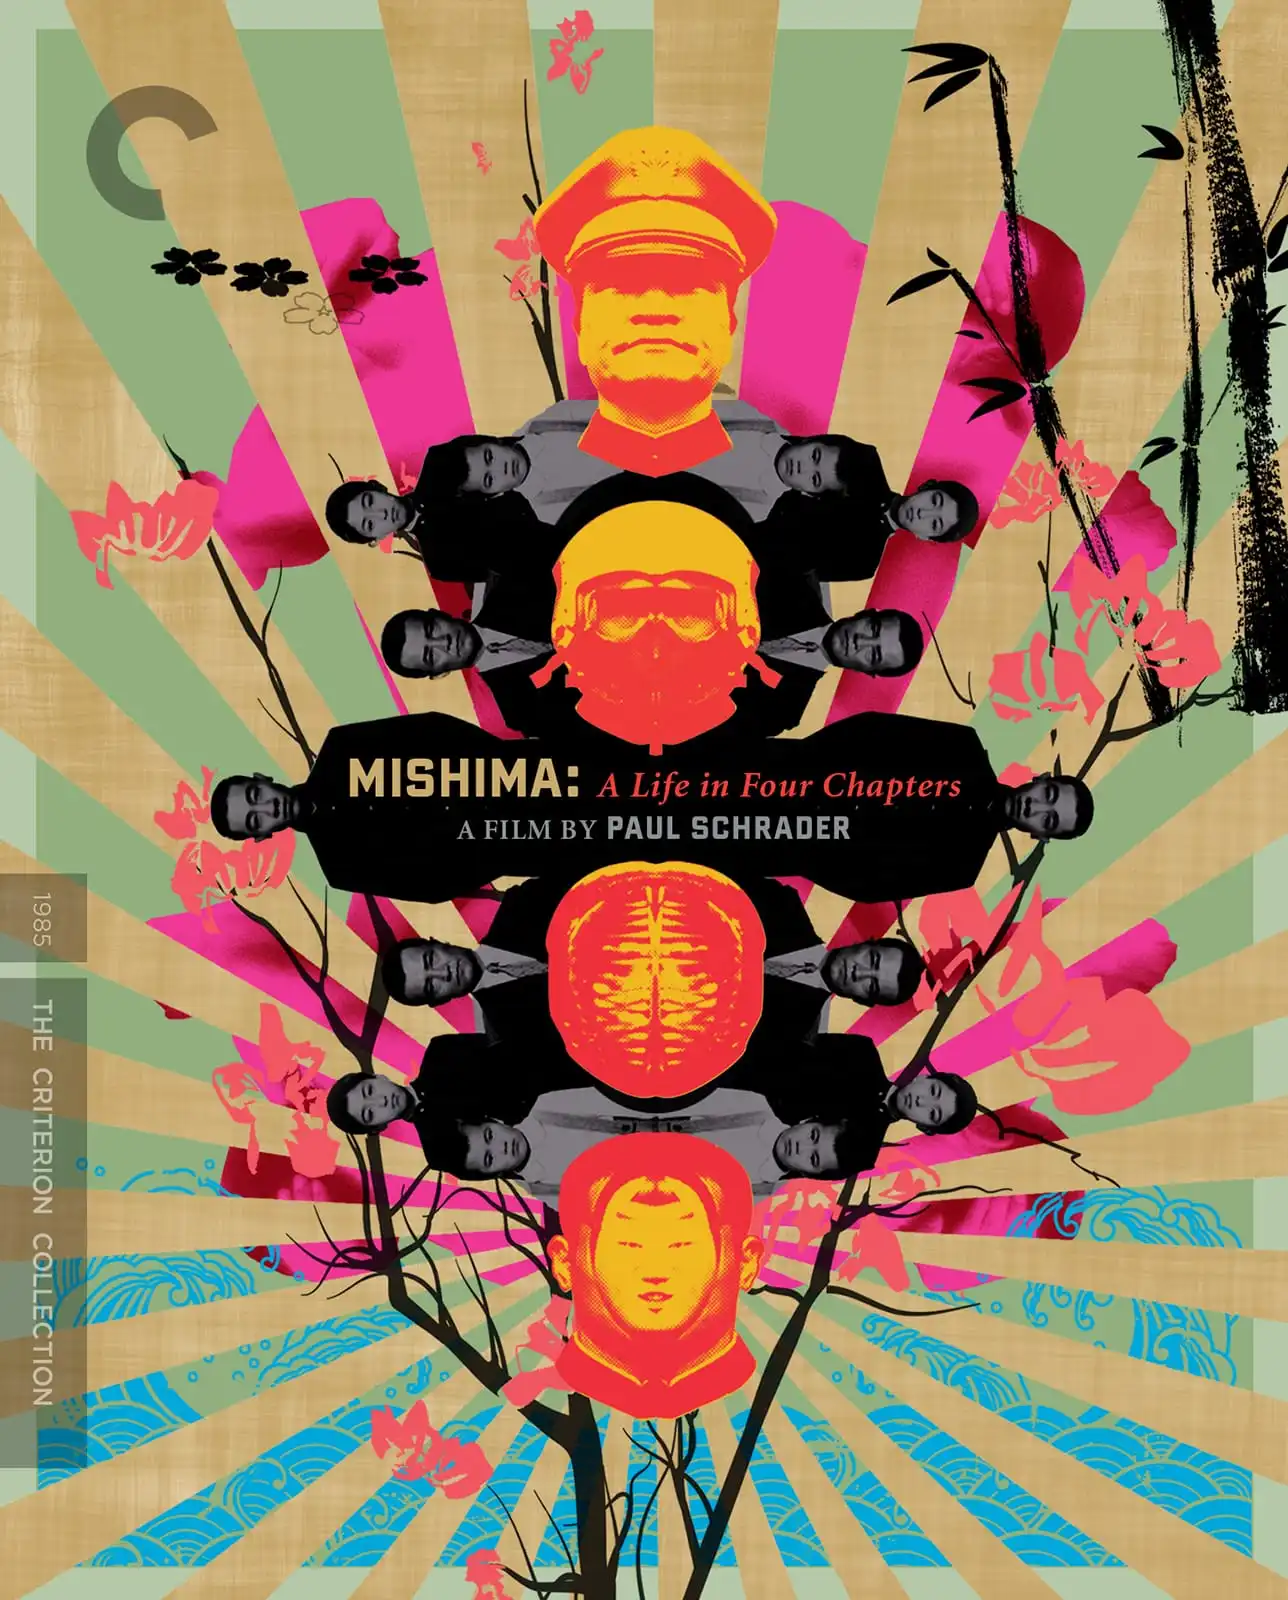 MISHIMA: A Life in Four Chapters
A FILM BY PAUL SCHRADER
1985
THE CRITERION COLLECTION